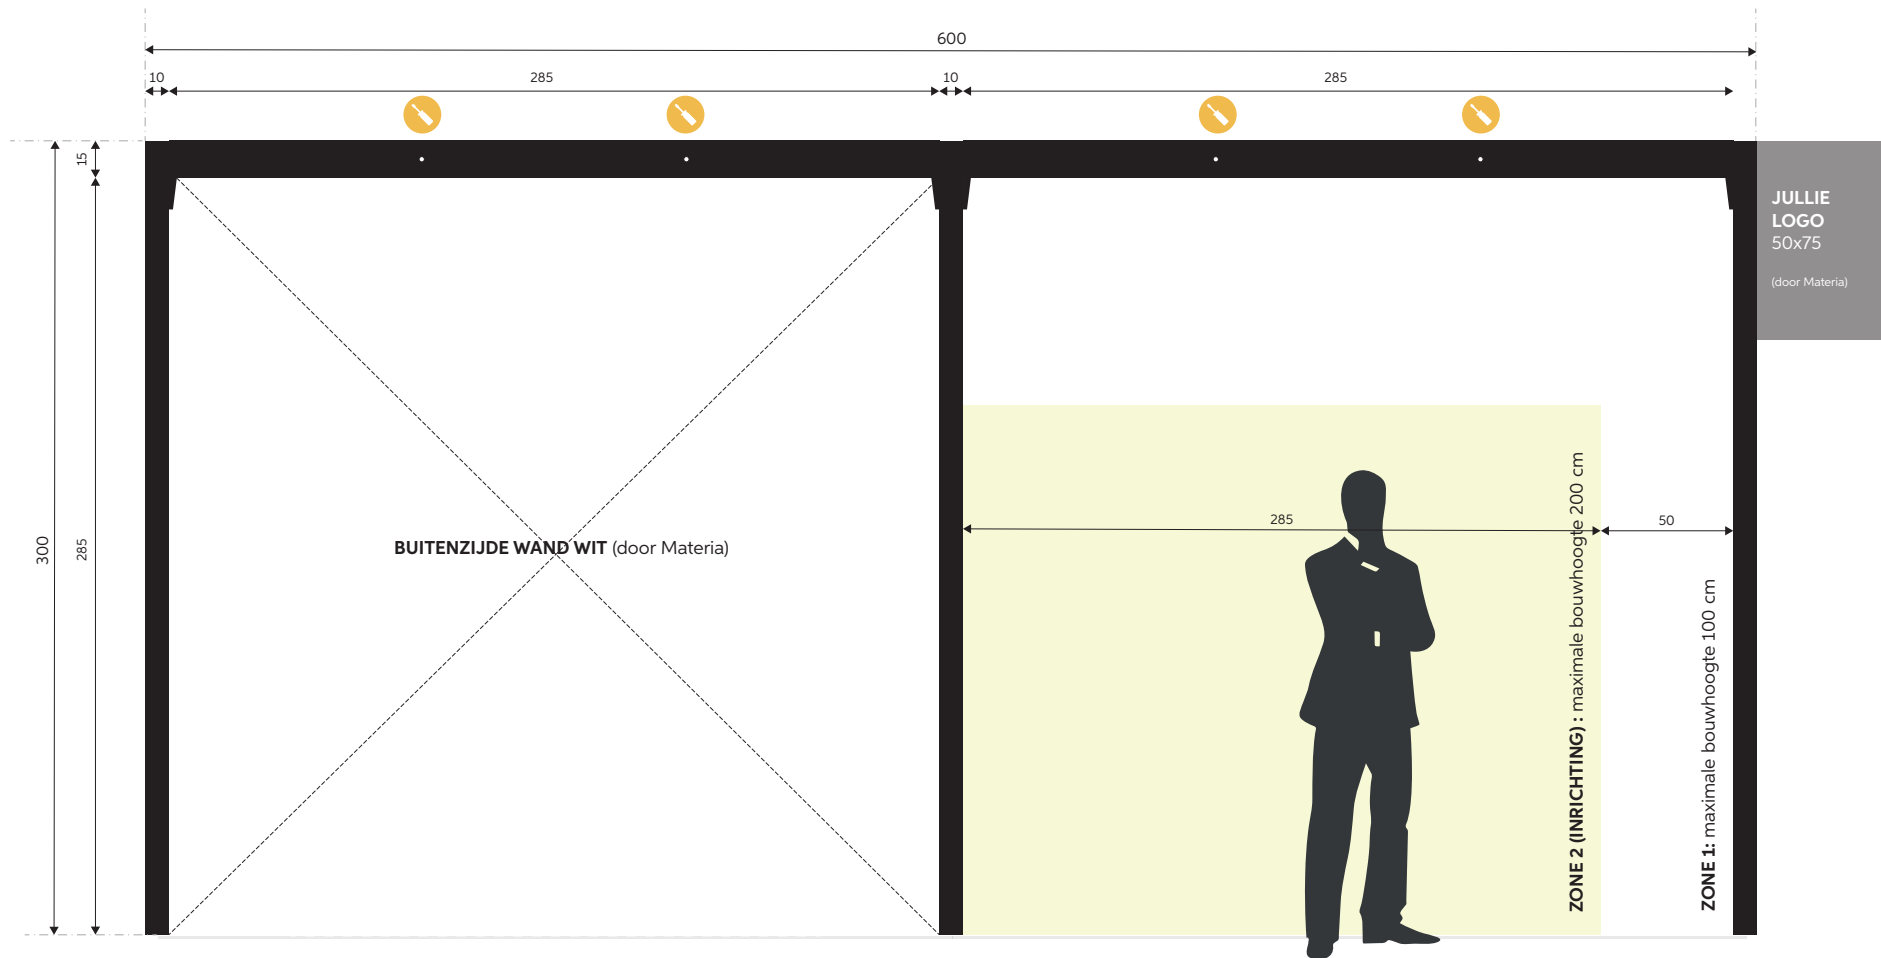 600
10
285
10
285
15
300
285
JULLIE
LOGO
50x75
(door Materia)
BUITENZIJDE WAND WIT (door Materia)
285
50
ZONE 2 (INRICHTING) : maximale bouwhoogte 200 cm
ZONE 1: maximale bouwhoogte 100 cm